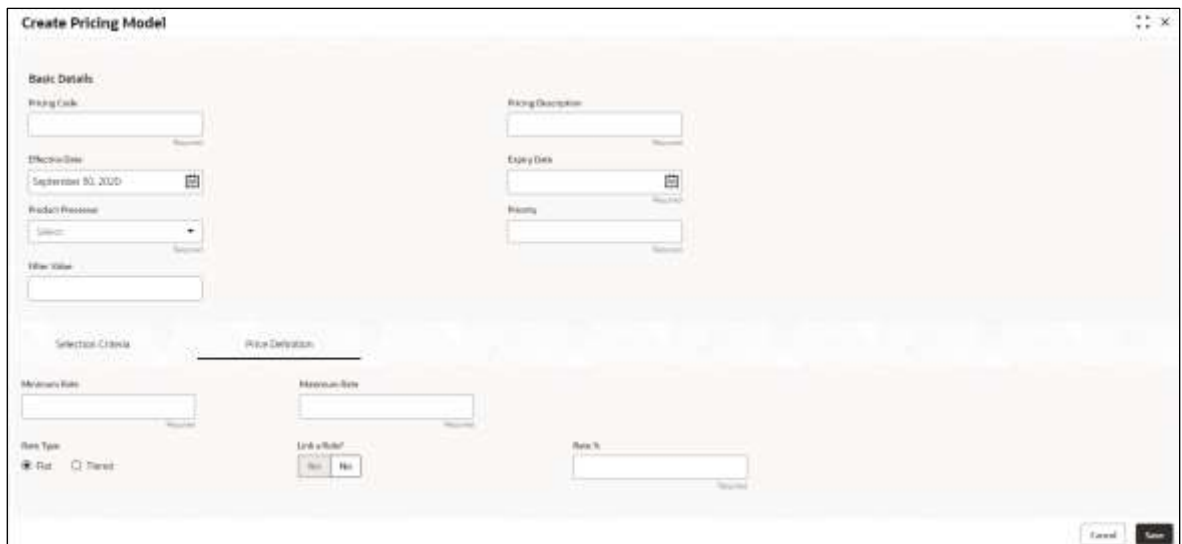 Create Pricing Model
Basic Details
Pricing Code
Pricing Description
Required
Required
Effective Date
Expiry Date
September 30, 2020
Required
Product Processor
Priority
Select
Required
Required
Filter Value
Selection Criteria
Price Definition
Minimum Rate
Maximum Rate
Required
Required
Rate Type
Link a Rule?
Rate %
Flat
Tiered
Yes
No
Required
Cancel
Save